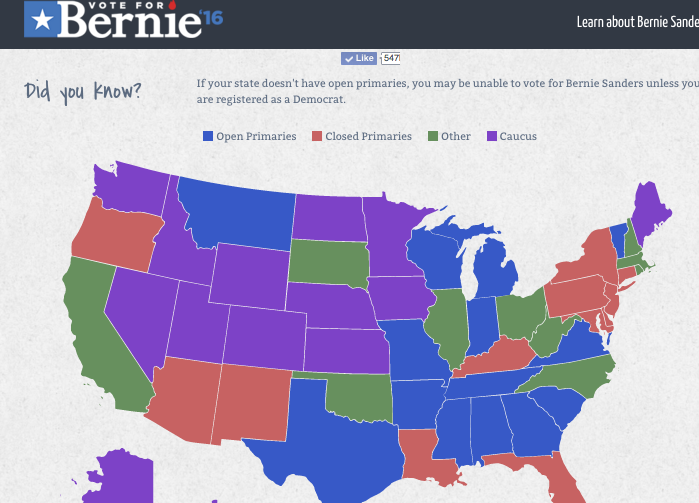 VOTE FOR
Bernie '16
Learn about Bernie Sande
Like 547
Did you know?
If your state doesn't have open primaries, you may be unable to vote for Bernie Sanders unless you
are registered as a Democrat.
Open Primaries Closed Primaries Other Caucus